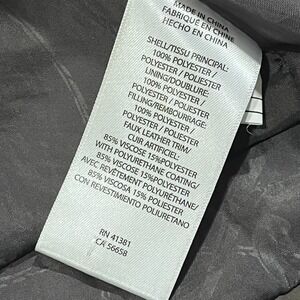 MADE IN CHINA
FABRIQUÉ EN CHINE
HECHO EN CHINA
SHELL/TISSU PRINCIPAL:
100% POLYESTER /
POLYESTER / POLIÉSTER
LINING/DOUBLURE:
100% POLYESTER /
POLYESTER / POLIÉSTER
FILLING/REMBOURRAGE:
100% POLYESTER /
POLYESTER / POLIÉSTER
FAUX LEATHER TRIM/
CUIR ARTIFICIEL:
85% VISCOSE 15%POLYESTER
WITH POLYURETHANE COATING/
85% VISCOSE 15%POLYESTER
AVEC REVÊTEMENT POLYURÉTHANE/
85% VISCOSA 15% POLIÉSTER
CON REVESTIMIENTO POLIURETANO
RN 41381
CA 56658